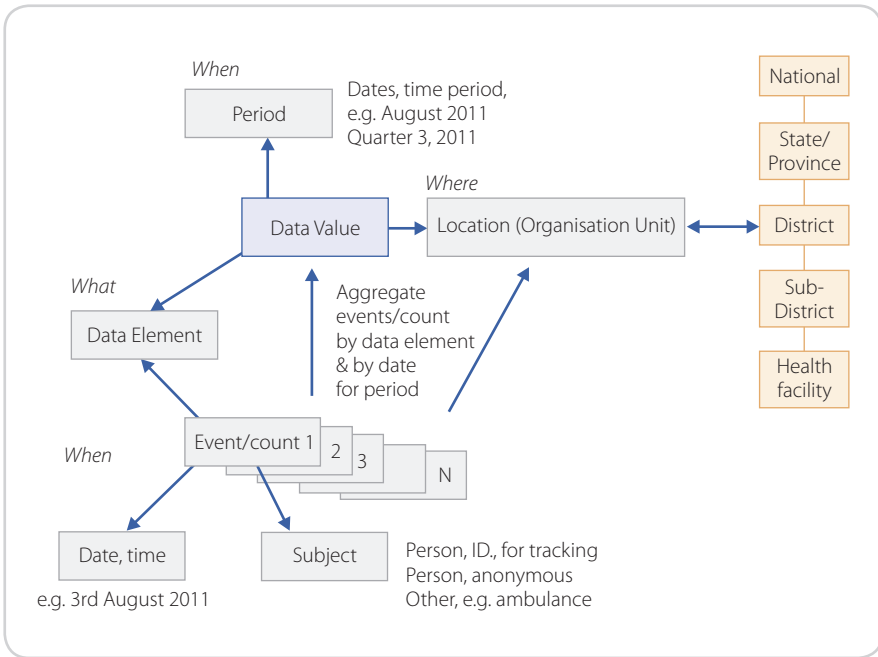 When
Period
Dates, time period,
e.g. August 2011
Quarter 3, 2011
National
State/
Province
Where
Data Value
Location (Organisation Unit)
District
What
Data Element
Aggregate
events/count
by data element
& by date
for period
Sub-
District
Health
facility
When
Event/count 1
2
3
N
Date, time
e.g. 3rd August 2011
Subject
Person, ID., for tracking
Person, anonymous
Other, e.g. ambulance